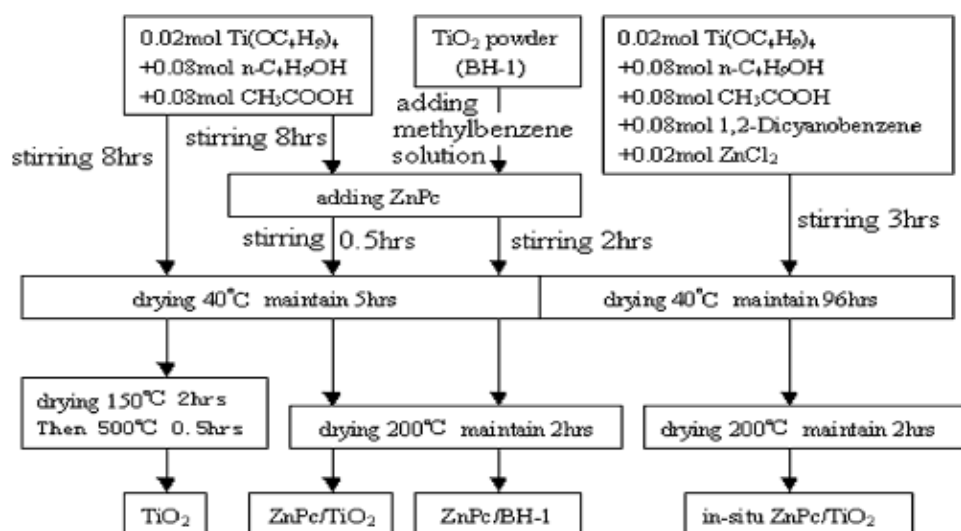 0.02mol Ti(OC₄H₉)₄
+0.08mol n-C₄H₉OH
+0.08mol CH₃COOH
TiO₂ powder
(BH-1)
0.02mol Ti(OC₄H₉)₄
+0.08mol n-C₄H₉OH
+0.08mol CH₃COOH
+0.08mol 1,2-Dicyanobenzene
+0.02mol ZnCl₂
stirring 8hrs
stirring 8hrs
adding
methylbenzene
solution
adding ZnPc
stirring 0.5hrs
stirring 2hrs
stirring 3hrs
drying 40℃ maintain 5hrs
drying 40℃ maintain 96hrs
drying 150℃ 2hrs
Then 500℃ 0.5hrs
drying 200℃ maintain 2hrs
drying 200℃ maintain 2hrs
TiO₂
ZnPc/TiO₂
ZnPc/BH-1
in-situ ZnPc/TiO₂